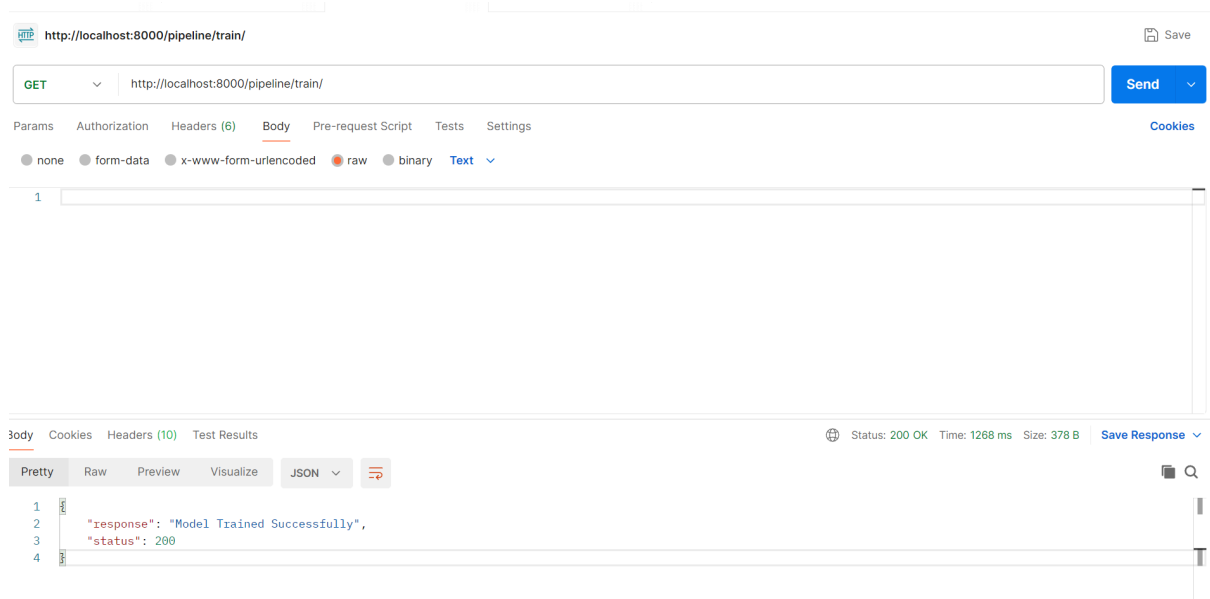 HTTP http://localhost:8000/pipeline/train/ Save
GET http://localhost:8000/pipeline/train/ Send
Params Authorization Headers (6) Body Pre-request Script Tests Settings Cookies
none form-data x-www-form-urlencoded raw binary Text
1
Body Cookies Headers (10) Test Results Status: 200 OK Time: 1268 ms Size: 378 B Save Response
Pretty Raw Preview Visualize JSON
1 {
2 "response": "Model Trained Successfully",
3 "status": 200
4 }